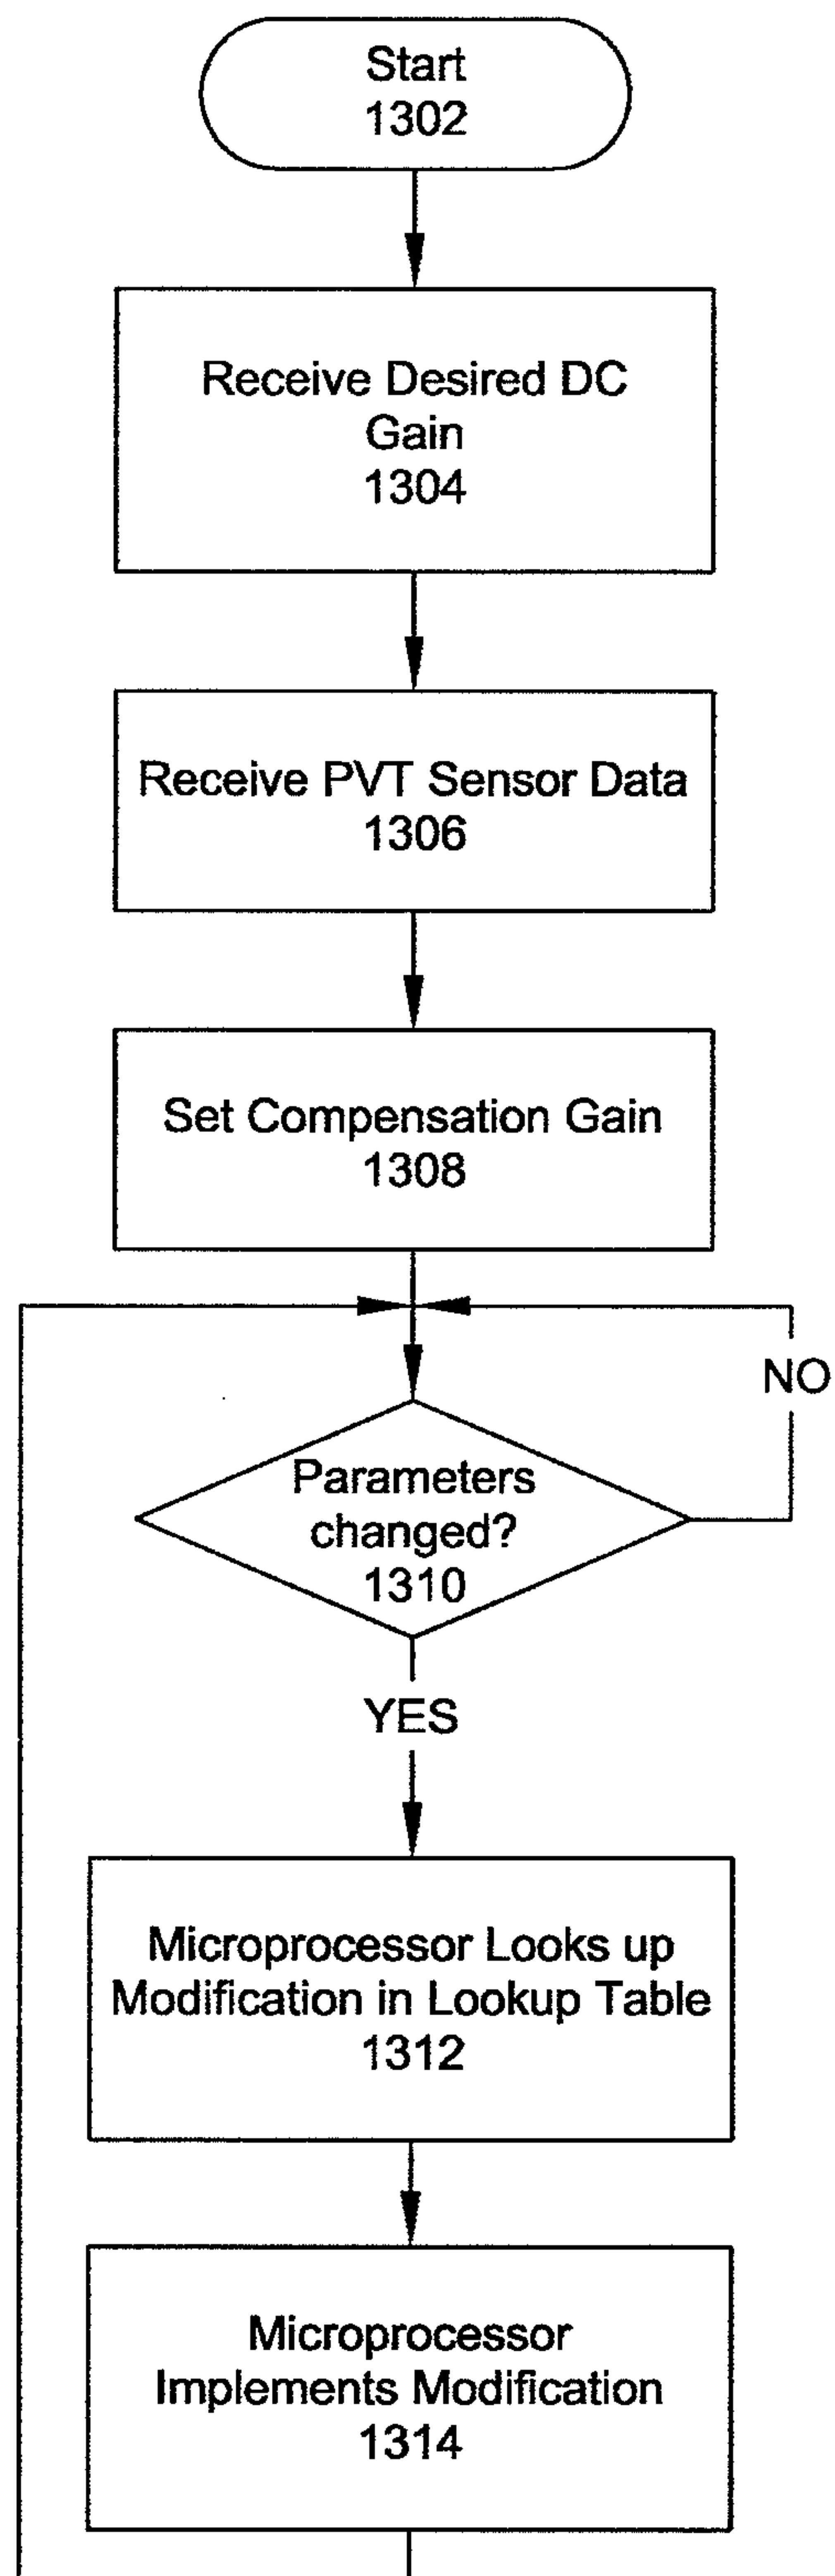 Start
1302
Receive Desired DC
Gain
1304
Receive PVT Sensor Data
1306
Set Compensation Gain
1308
NO
Parameters
changed?
1310
YES
Microprocessor Looks up
Modification in Lookup Table
1312
Microprocessor
Implements Modification
1314